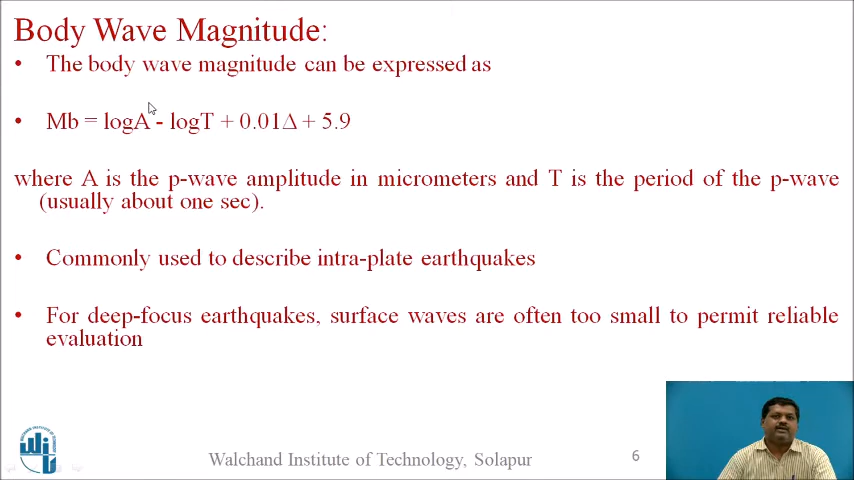 Body Wave Magnitude:
• The body wave magnitude can be expressed as
• Mb = logA - logT + 0.01Δ + 5.9
where A is the p-wave amplitude in micrometers and T is the period of the p-wave
(usually about one sec).
• Commonly used to describe intra-plate earthquakes
• For deep-focus earthquakes, surface waves are often too small to permit reliable
evaluation
Walchand Institute of Technology, Solapur
6